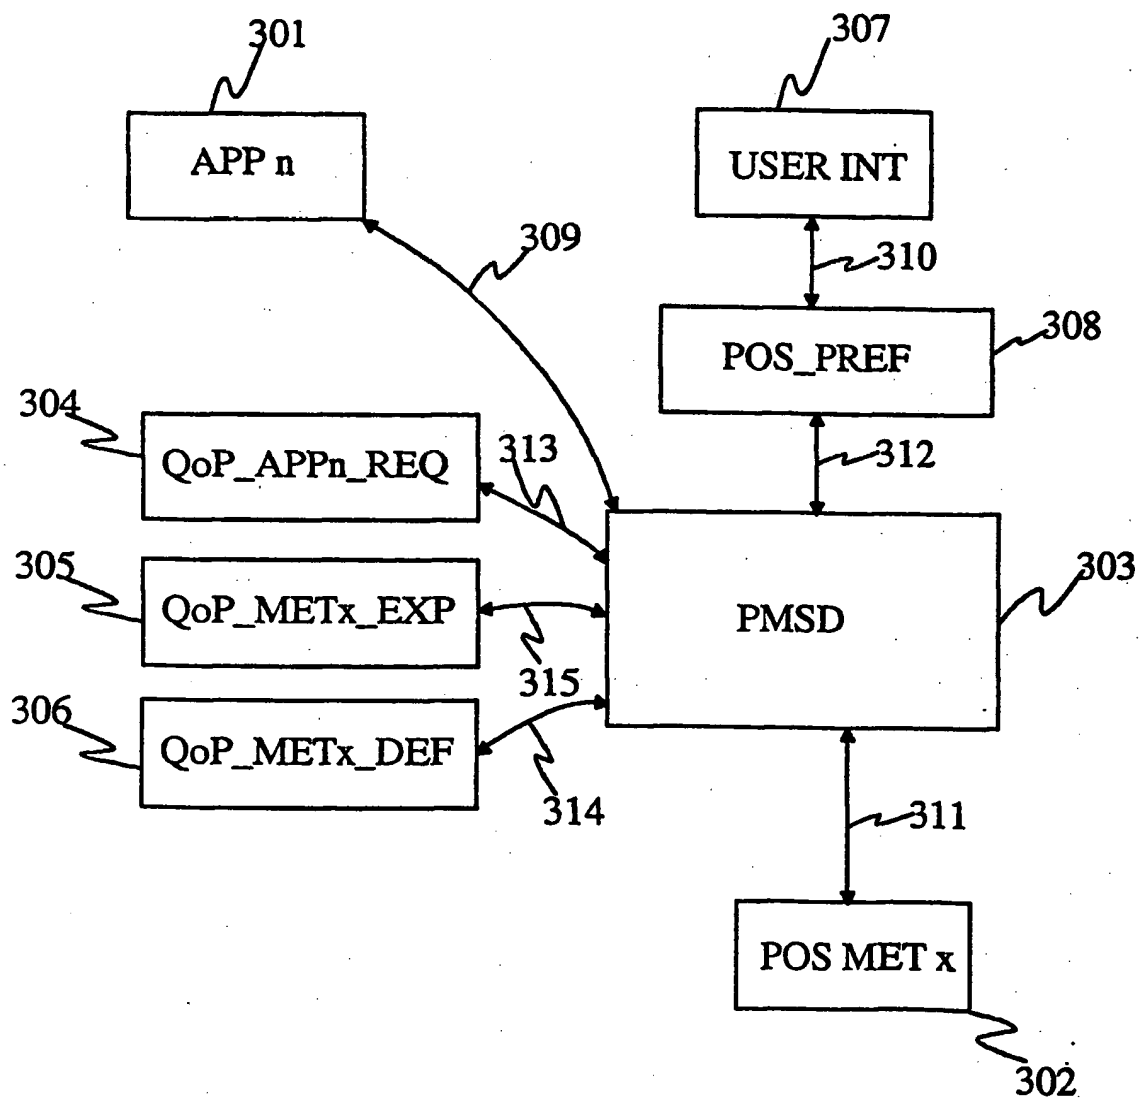 301
307
APP n
USER INT
309
310
308
POS_PREF
304
313
312
QoP_APPn_REQ
305
303
QoP_METx_EXP
PMSD
315
306
QoP_METx_DEF
314
311
POS MET x
302